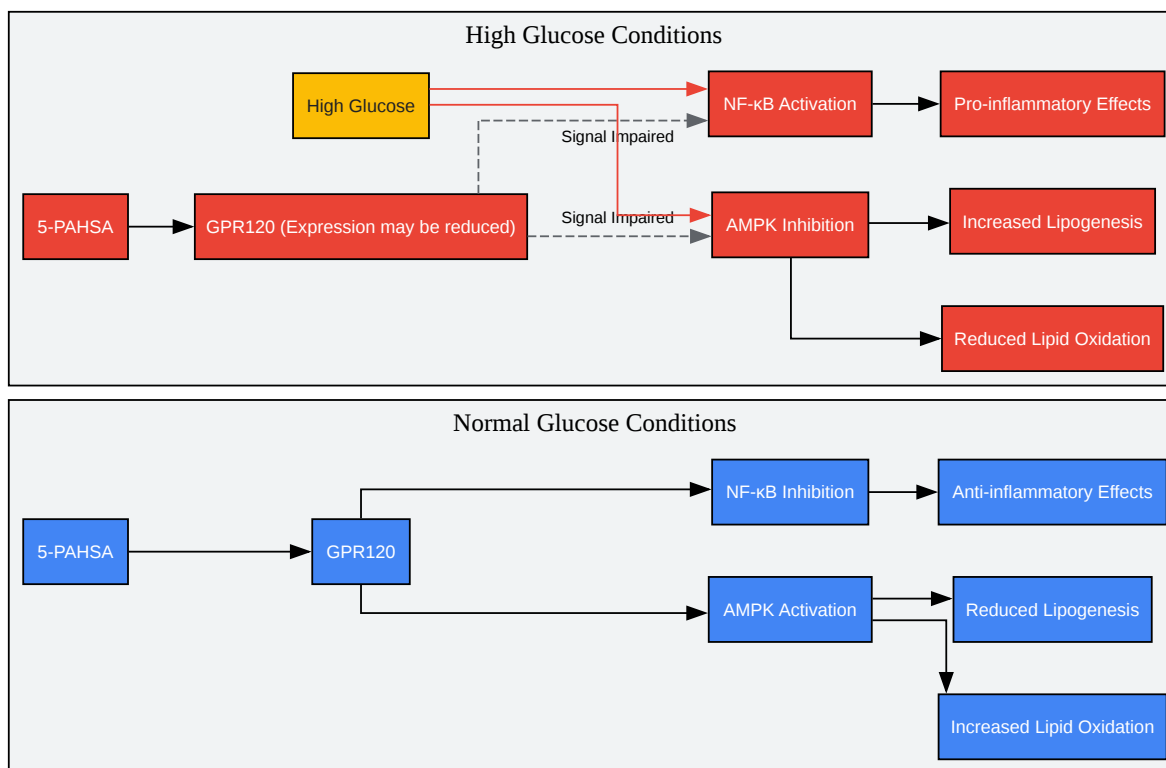 High Glucose Conditions
High Glucose
NF-κB Activation
Pro-inflammatory Effects
Signal Impaired
5-PAHSA
GPR120 (Expression may be reduced)
Signal Impaired
AMPK Inhibition
Increased Lipogenesis
Reduced Lipid Oxidation
Normal Glucose Conditions
NF-κB Inhibition
Anti-inflammatory Effects
5-PAHSA
GPR120
AMPK Activation
Reduced Lipogenesis
Increased Lipid Oxidation